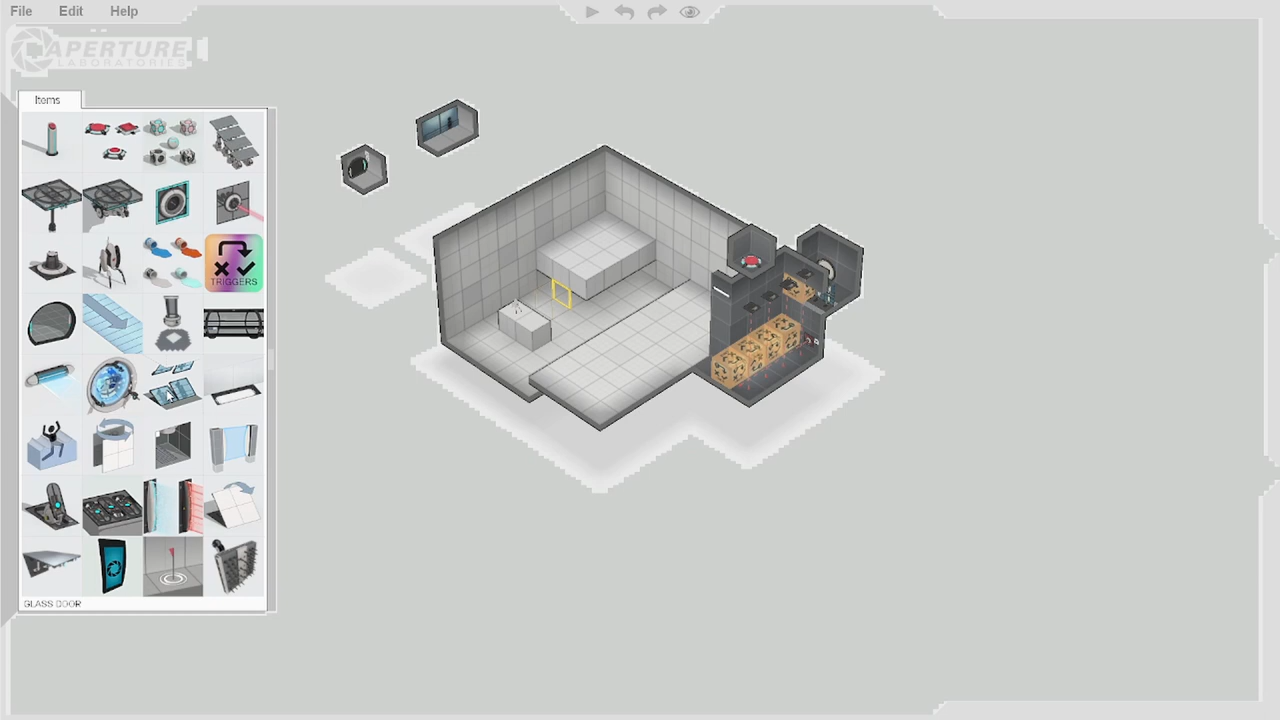 File Edit Help
APERTURE
LABORATORIES
Items
TRIGGERS
GLASS DOOR